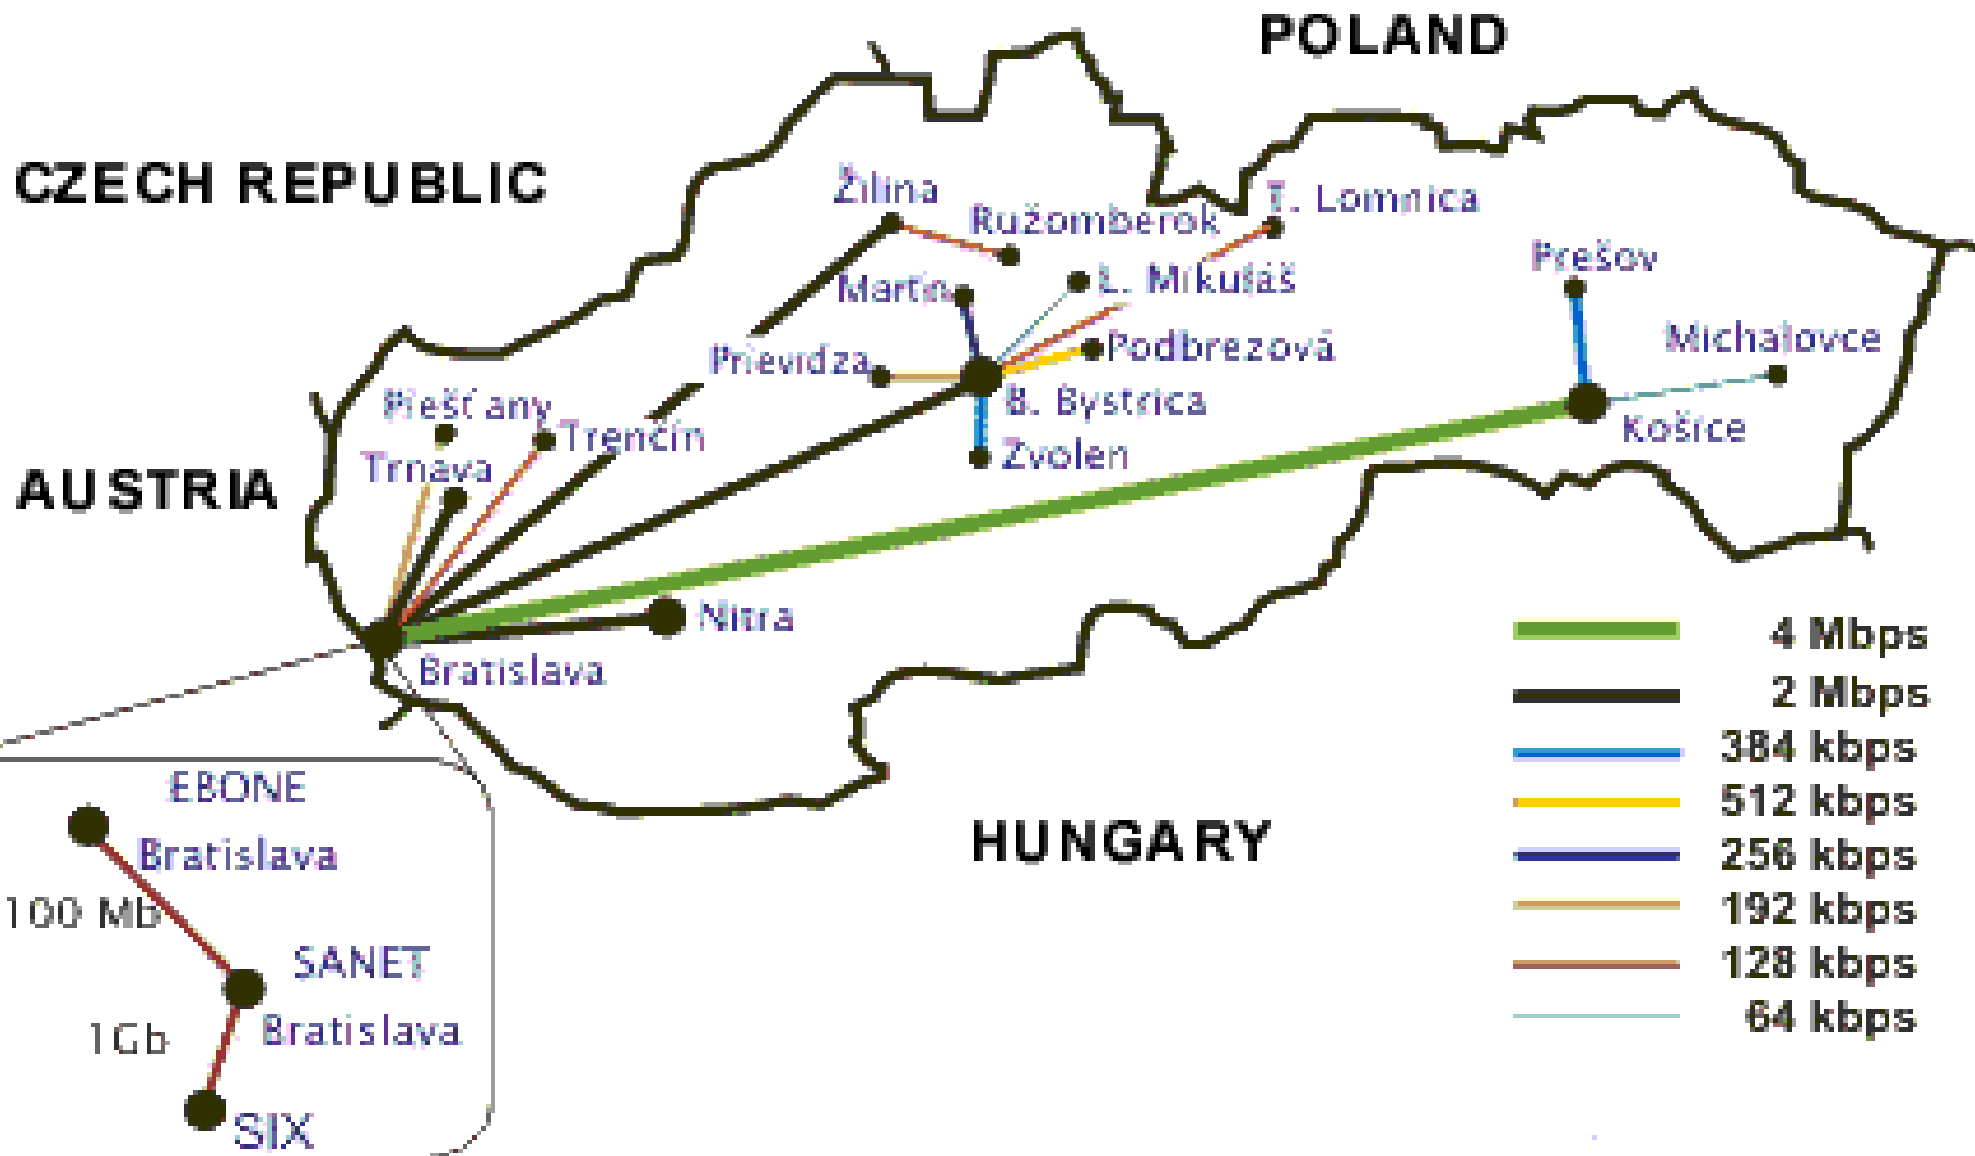 POLAND
CZECH REPUBLIC
Žilina
T. Lomnica
Ružomberok
Prešov
L. Mikuláš
Martin
Michalovce
Podbrezová
Prievidza
B. Bystrica
Piešťany
Košice
Trenčín
Zvolen
Trnava
AUSTRIA
Nitra
Bratislava
4 Mbps
2 Mbps
384 kbps
512 kbps
256 kbps
192 kbps
128 kbps
64 kbps
HUNGARY
EBONE
Bratislava
100 Mb
SANET
Bratislava
1Gb
SIX